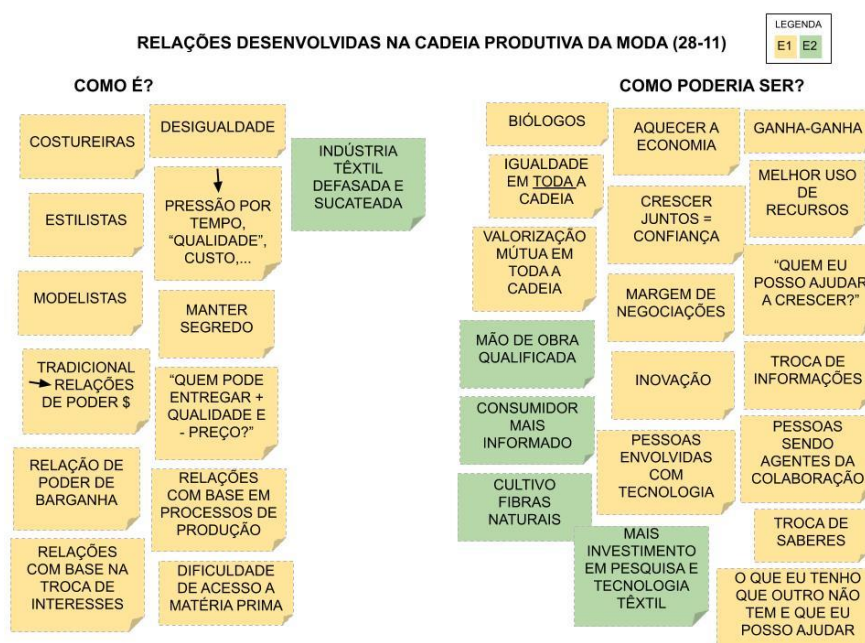 RELAÇÕES DESENVOLVIDAS NA CADEIA PRODUTIVA DA MODA (28-11)
LEGENDA
E1 E2
COMO É?
COSTUREIRAS
DESIGUALDADE
INDÚSTRIA
TÊXTIL
DEFASADA E
SUCATEADA
ESTILISTAS
PRESSÃO POR
TEMPO,
“QUALIDADE”,
CUSTO,...
MODELISTAS
MANTER
SEGREDO
TRADICIONAL
RELAÇÕES
DE PODER $
“QUEM PODE
ENTREGAR +
QUALIDADE E
- PREÇO?”
RELAÇÃO DE
PODER DE
BARGANHA
RELAÇÕES
COM BASE EM
PROCESSOS DE
PRODUÇÃO
RELAÇÕES
COM BASE NA
TROCA DE
INTERESSES
DIFICULDADE
DE ACESSO A
MATÉRIA PRIMA
COMO PODERIA SER?
BIÓLOGOS
AQUECER A
ECONOMIA
GANHA-GANHA
IGUALDADE
EM TODA A
CADEIA
CRESCER
JUNTOS =
CONFIANÇA
MELHOR USO
DE
RECURSOS
VALORIZAÇÃO
MÚTUA EM
TODA A
CADEIA
MARGEM DE
NEGOCIAÇÕES
“QUEM EU
POSSO AJUDAR
A CRESCER?”
MÃO DE OBRA
QUALIFICADA
INOVAÇÃO
TROCA DE
INFORMAÇÕES
CONSUMIDOR
MAIS
INFORMADO
PESSOAS
ENVOLVIDAS
COM
TECNOLOGIA
PESSOAS
SENDO
AGENTES DA
COLABORAÇÃO
CULTIVO
FIBRAS
NATURAIS
MAIS
INVESTIMENTO
EM PESQUISA E
TECNOLOGIA
TÊXTIL
TROCA DE
SABERES
O QUE EU TENHO
QUE OUTRO NÃO
TEM E QUE EU
POSSO AJUDAR